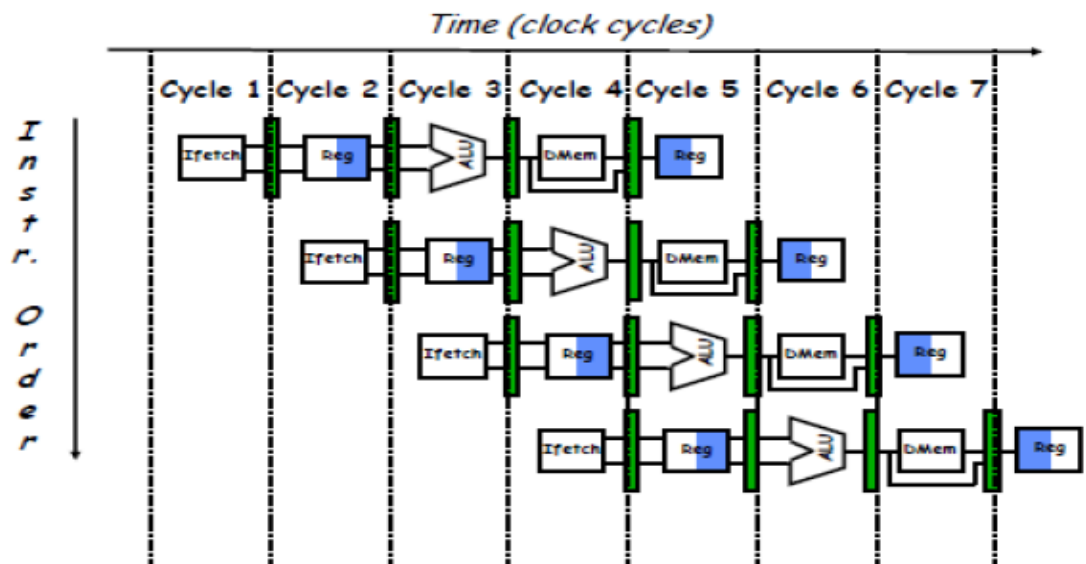 Time (clock cycles)
Cycle 1 Cycle 2 Cycle 3 Cycle 4 Cycle 5 Cycle 6 Cycle 7
Instr. Order
Ifetch Reg ALU DMem Reg
Ifetch Reg ALU DMem Reg
Ifetch Reg ALU DMem Reg
Ifetch Reg ALU DMem Reg